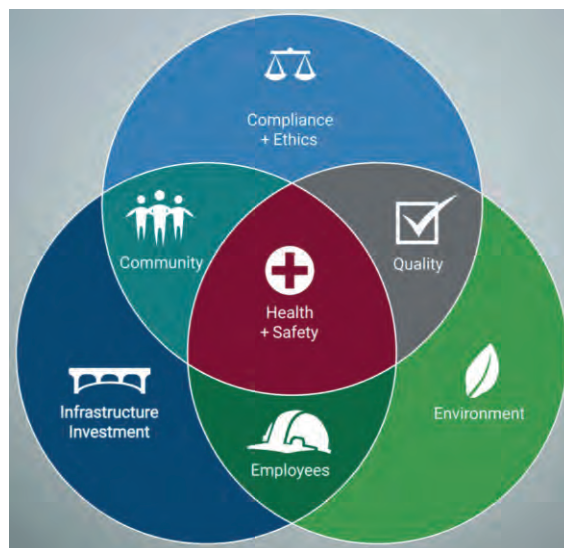 Compliance
+ Ethics
Community
Quality
Health
+ Safety
Infrastructure
Investment
Environment
Employees